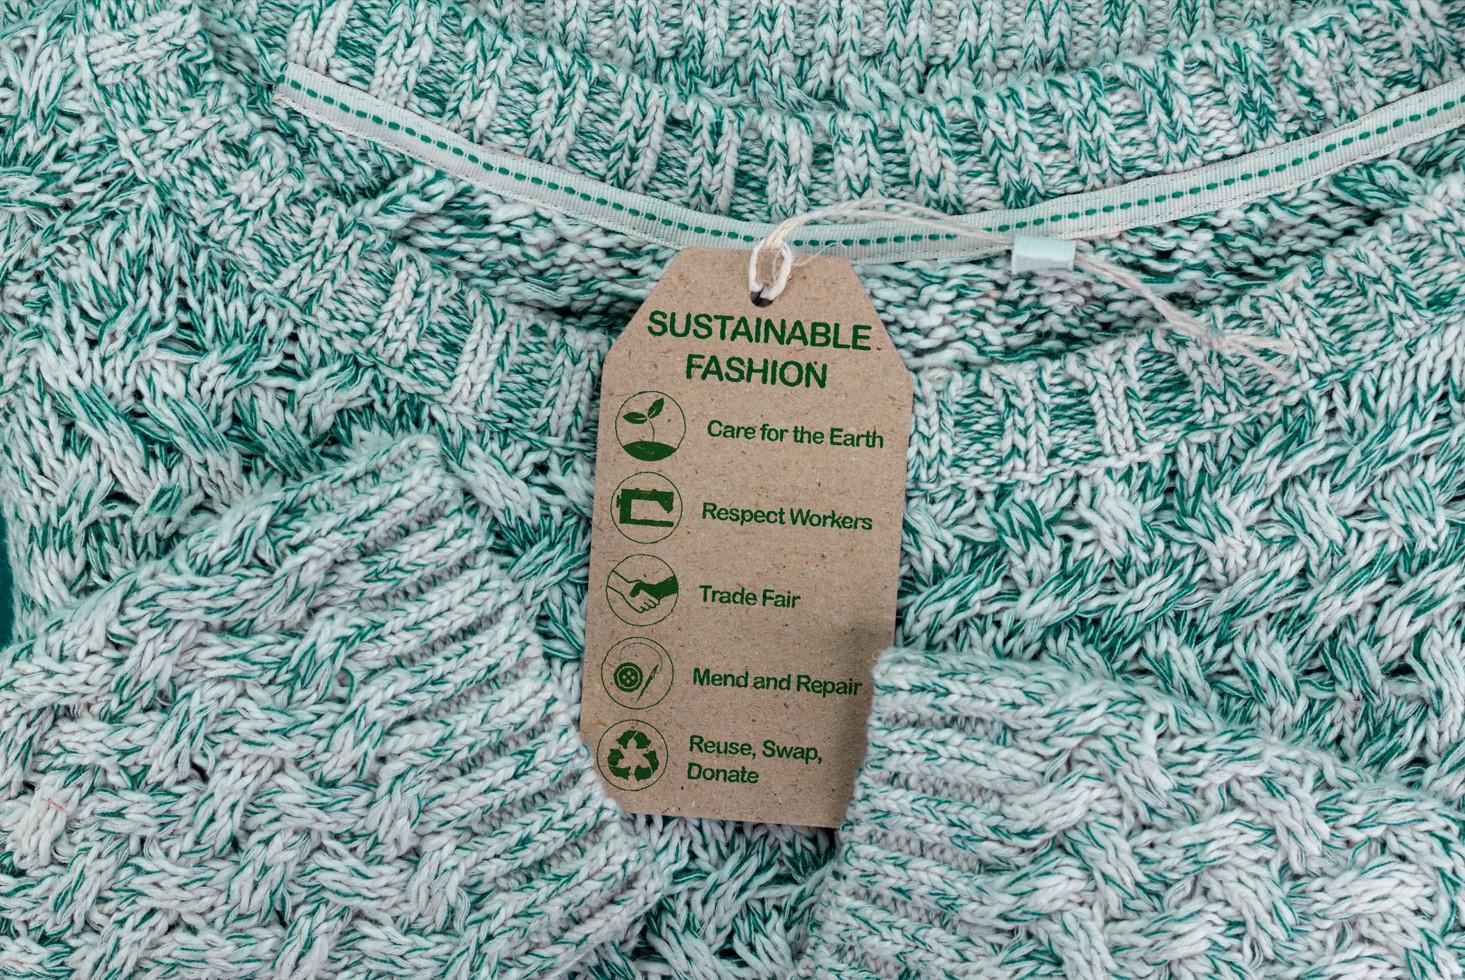 SUSTAINABLE
FASHION
Care for the Earth
Respect Workers
Trade Fair
Mend and Repair
Reuse, Swap,
Donate